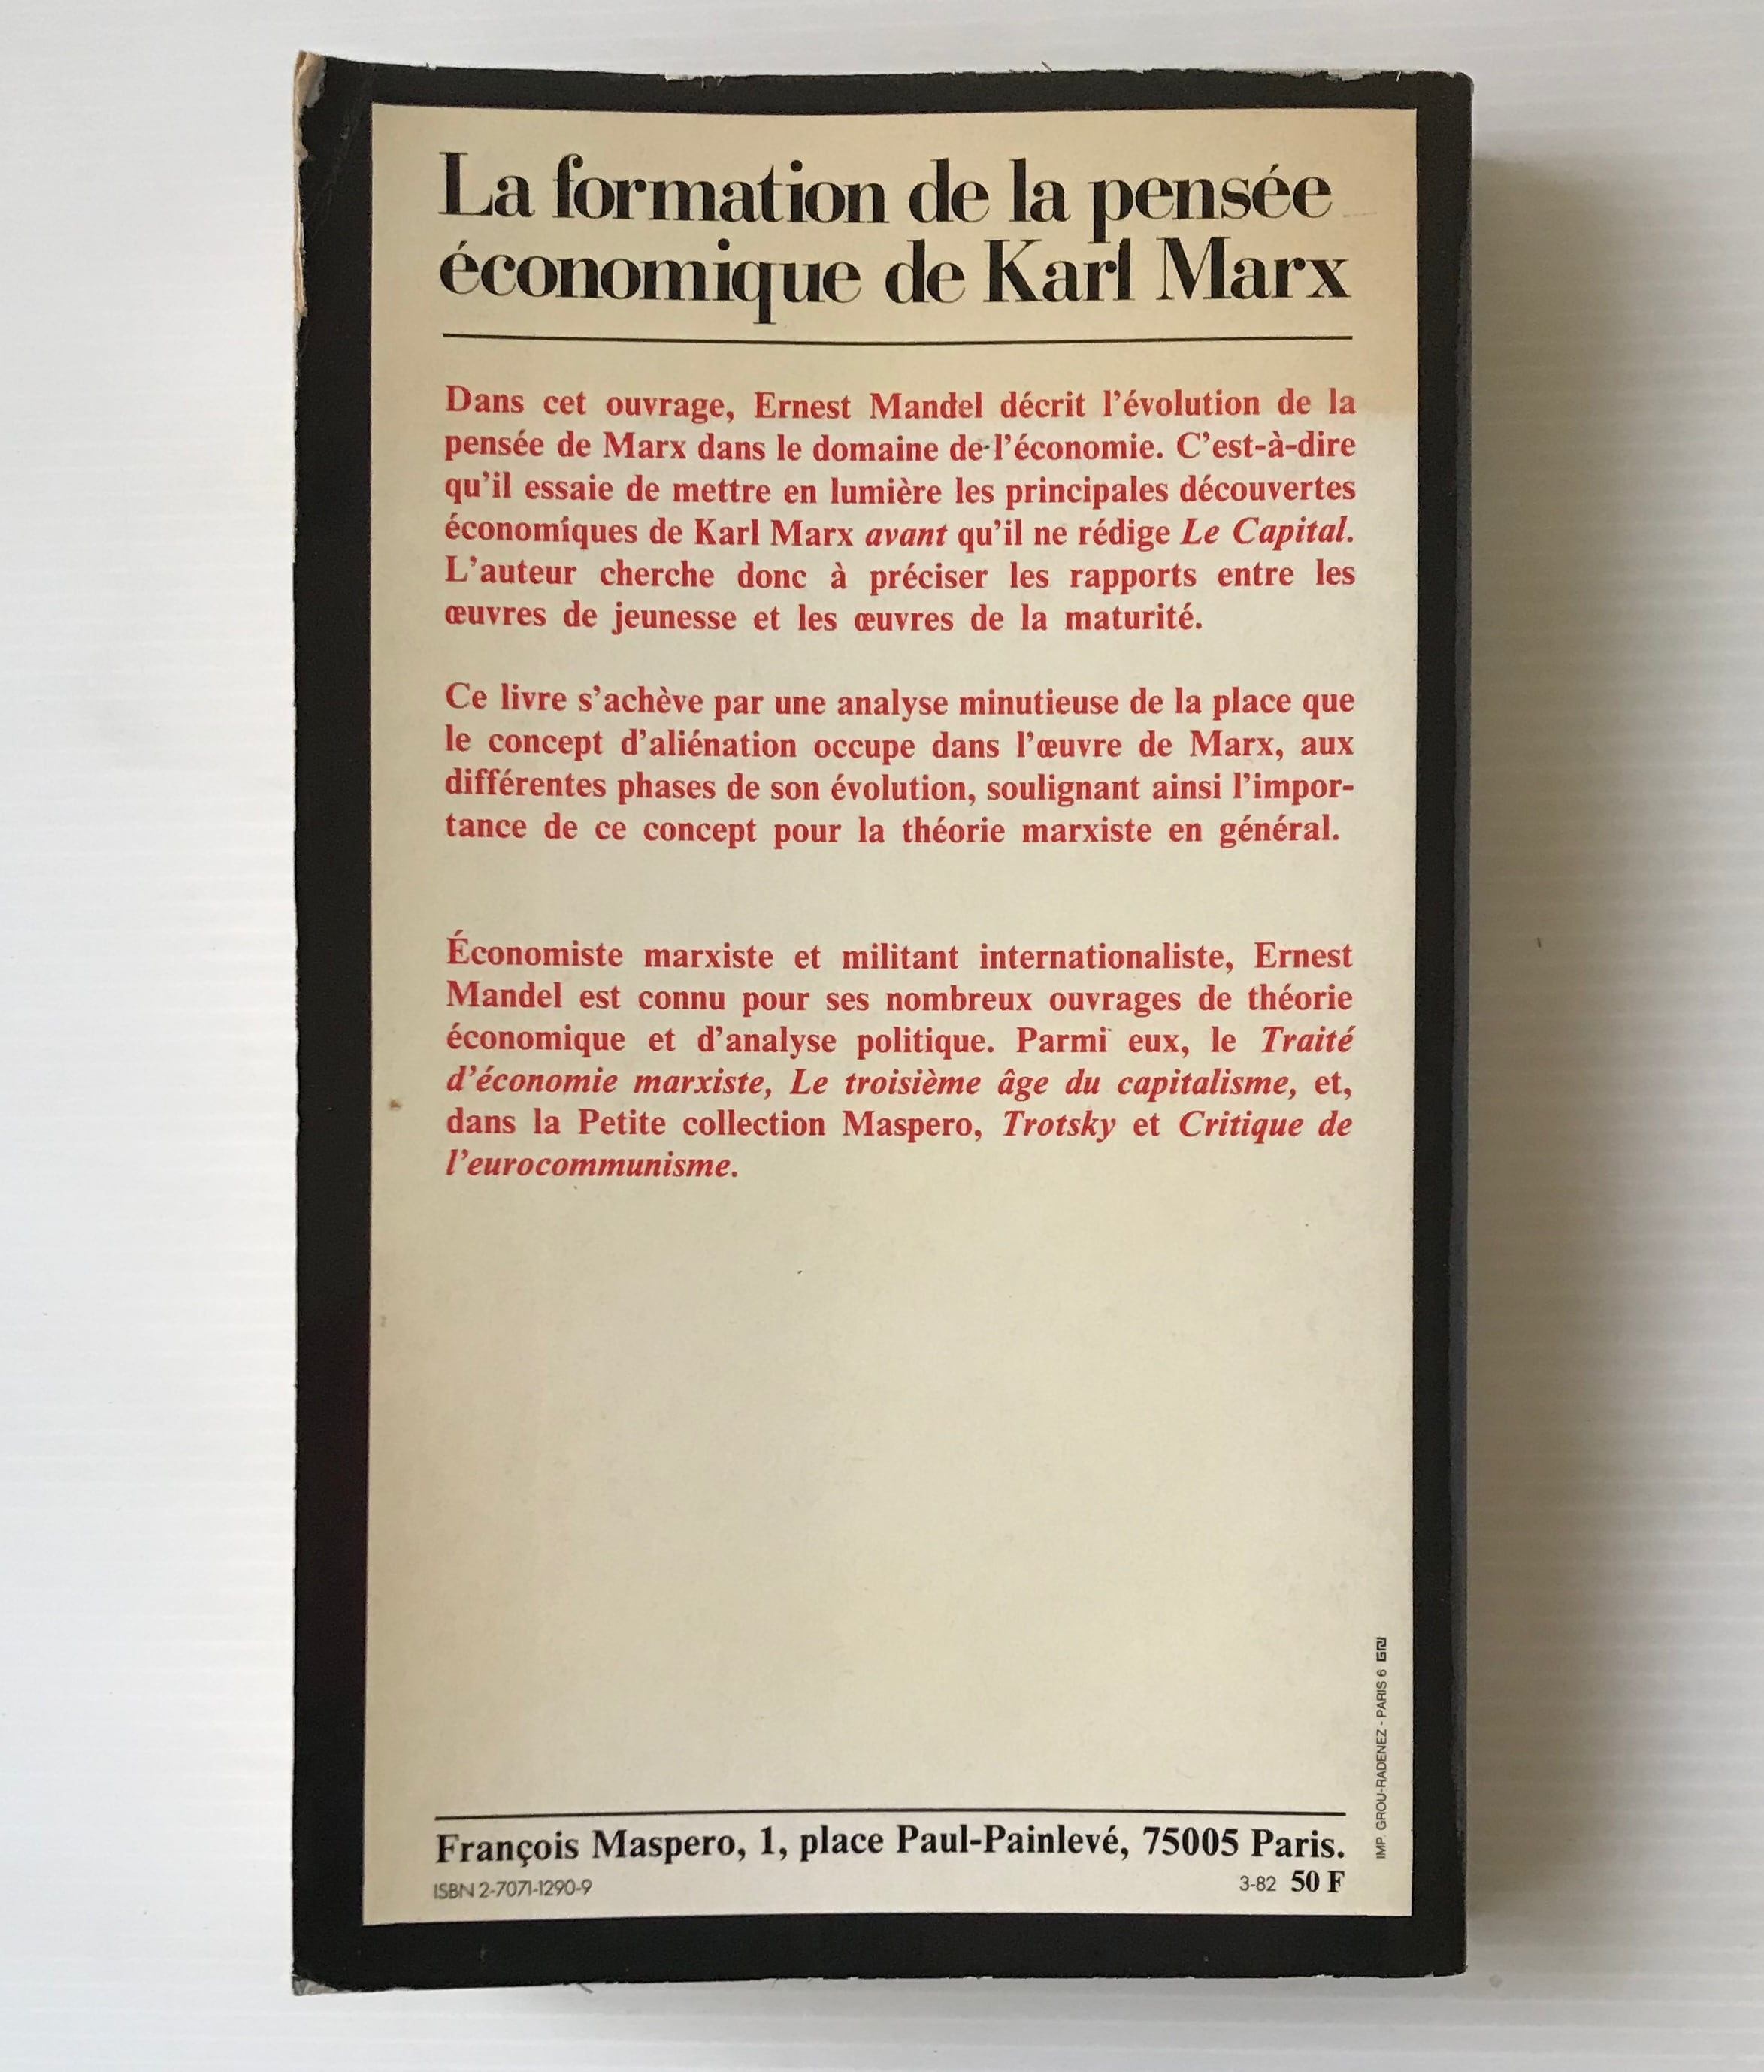 La formation de la pensée
économique de Karl Marx
Dans cet ouvrage, Ernest Mandel décrit l'évolution de la
pensée de Marx dans le domaine de l'économie. C'est-à-dire
qu'il essaie de mettre en lumière les principales découvertes
économiques de Karl Marx avant qu'il ne rédige Le Capital.
L'auteur cherche donc à préciser les rapports entre les
œuvres de jeunesse et les œuvres de la maturité.
Ce livre s'achève par une analyse minutieuse de la place que
le concept d'aliénation occupe dans l'œuvre de Marx, aux
différentes phases de son évolution, soulignant ainsi l'impor-
tance de ce concept pour la théorie marxiste en général.
Économiste marxiste et militant internationaliste, Ernest
Mandel est connu pour ses nombreux ouvrages de théorie
économique et d'analyse politique. Parmi eux, le Traité
d'économie marxiste, Le troisième âge du capitalisme, et,
dans la Petite collection Maspero, Trotsky et Critique de
l'eurocommunisme.
IMP. GROU-RADENEZ - PARIS 6
François Maspero, 1, place Paul-Painlevé, 75005 Paris.
ISBN 2-7071-1290-9
3-82 50 F